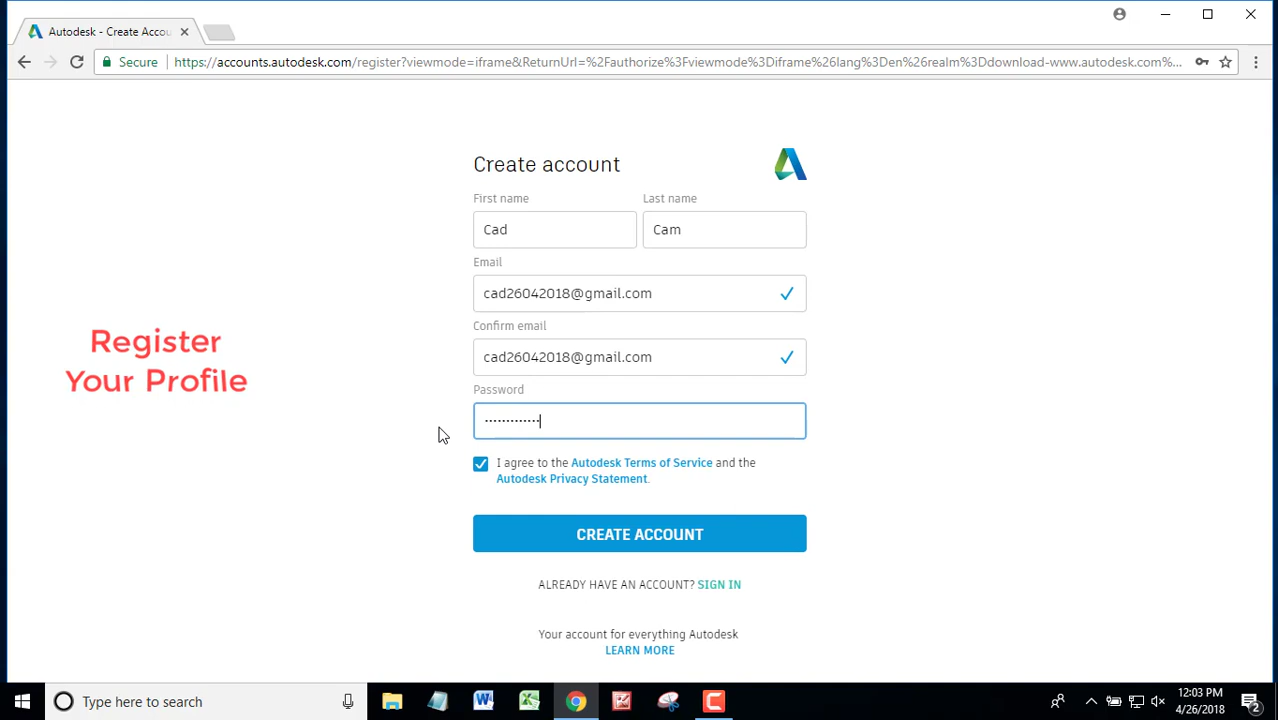 Autodesk - Create Accou
Secure
https://accounts.autodesk.com/register?viewmode=iframe&ReturnUrl=%2Fauthorize%3Fviewmode%3Diframe%26lang%3Den%26realm%3Ddownload-www.autodesk.com%...
Create account
First name Last name
Cad Cam
Email
cad26042018@gmail.com
Confirm email
cad26042018@gmail.com
Register
Your Profile
Password
I agree to the Autodesk Terms of Service and the
Autodesk Privacy Statement.
CREATE ACCOUNT
ALREADY HAVE AN ACCOUNT? SIGN IN
Your account for everything Autodesk
LEARN MORE
Type here to search
12:03 PM
4/26/2018
2